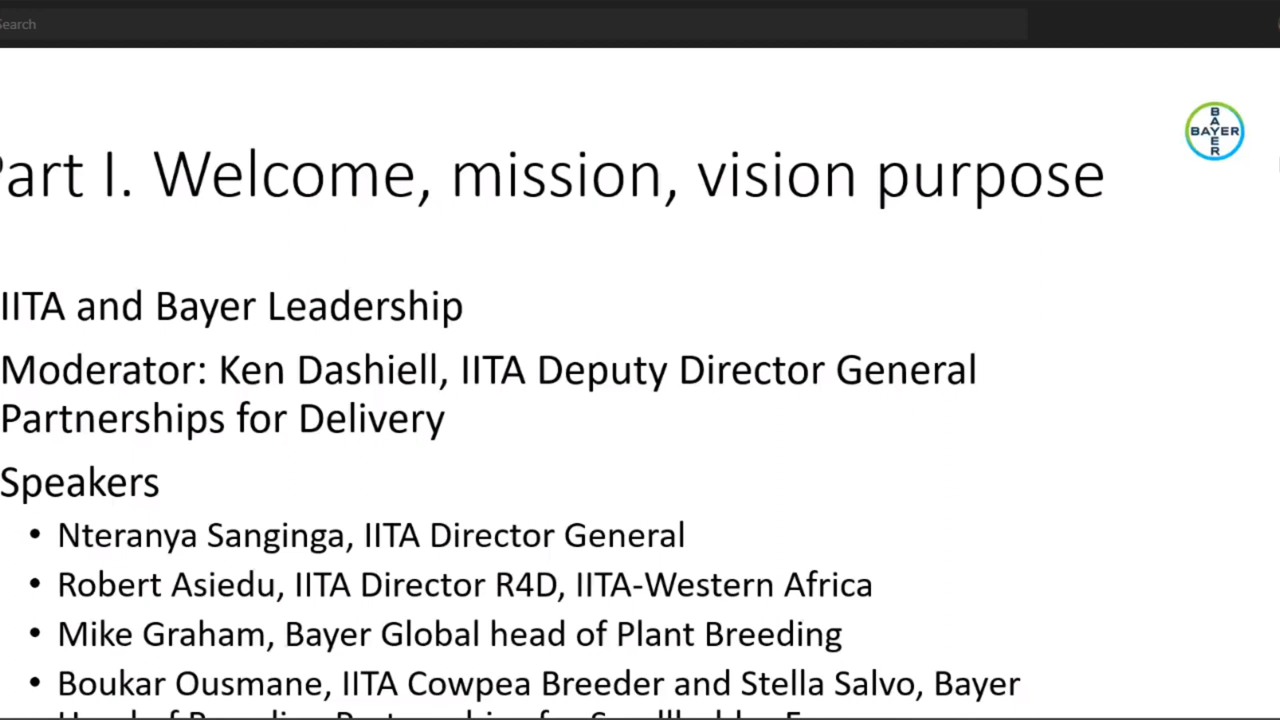 Search
Part I. Welcome, mission, vision purpose
BAYER
BAYER
IITA and Bayer Leadership
Moderator: Ken Dashiell, IITA Deputy Director General
Partnerships for Delivery
Speakers
• Nteranya Sanginga, IITA Director General
• Robert Asiedu, IITA Director R4D, IITA-Western Africa
• Mike Graham, Bayer Global head of Plant Breeding
• Boukar Ousmane, IITA Cowpea Breeder and Stella Salvo, Bayer